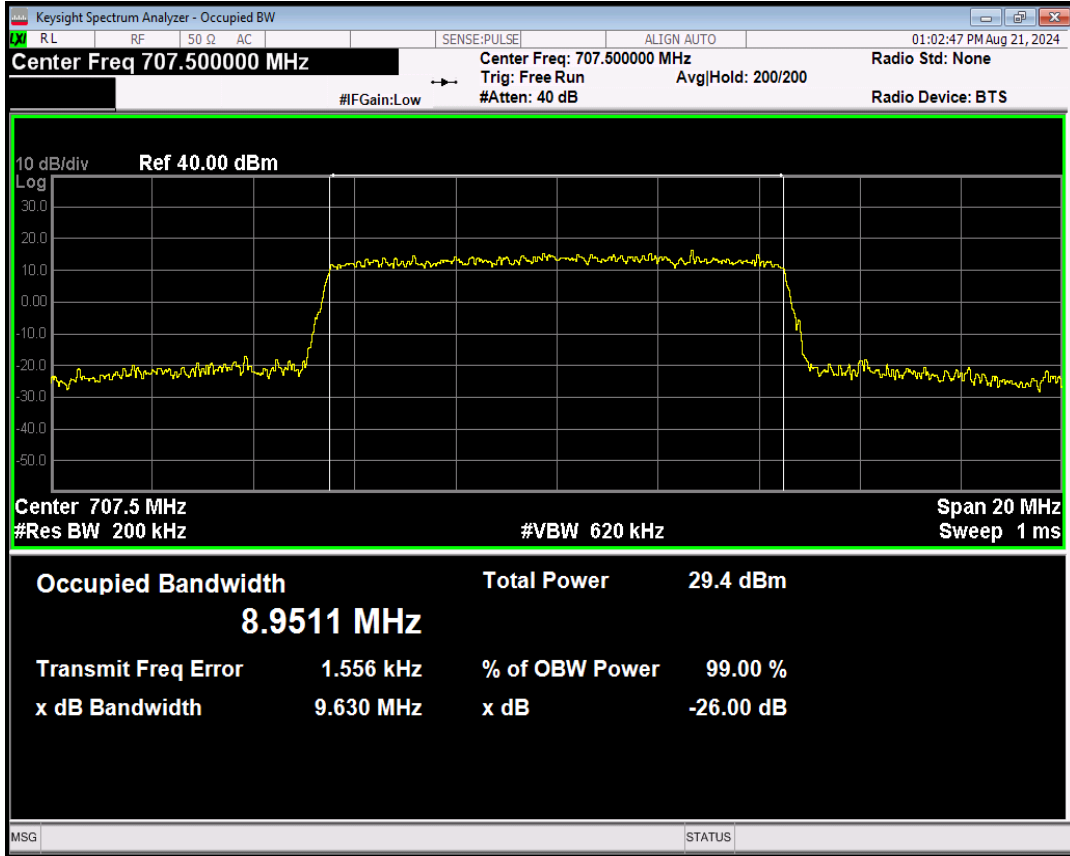 Keysight Spectrum Analyzer - Occupied BW
LXI RL RF 50 Ω AC SENSE:PULSE ALIGN AUTO 01:02:47 PM Aug 21, 2024
Center Freq 707.500000 MHz Center Freq: 707.500000 MHz Radio Std: None
Trig: Free Run Avg|Hold: 200/200
#IFGain:Low #Atten: 40 dB Radio Device: BTS
10 dB/div Ref 40.00 dBm
Log
30.0
20.0
10.0
0.00
-10.0
-20.0
-30.0
-40.0
-50.0
Center 707.5 MHz Span 20 MHz
#Res BW 200 kHz #VBW 620 kHz Sweep 1 ms
Occupied Bandwidth Total Power 29.4 dBm
8.9511 MHz
Transmit Freq Error 1.556 kHz % of OBW Power 99.00 %
x dB Bandwidth 9.630 MHz x dB -26.00 dB
MSG STATUS